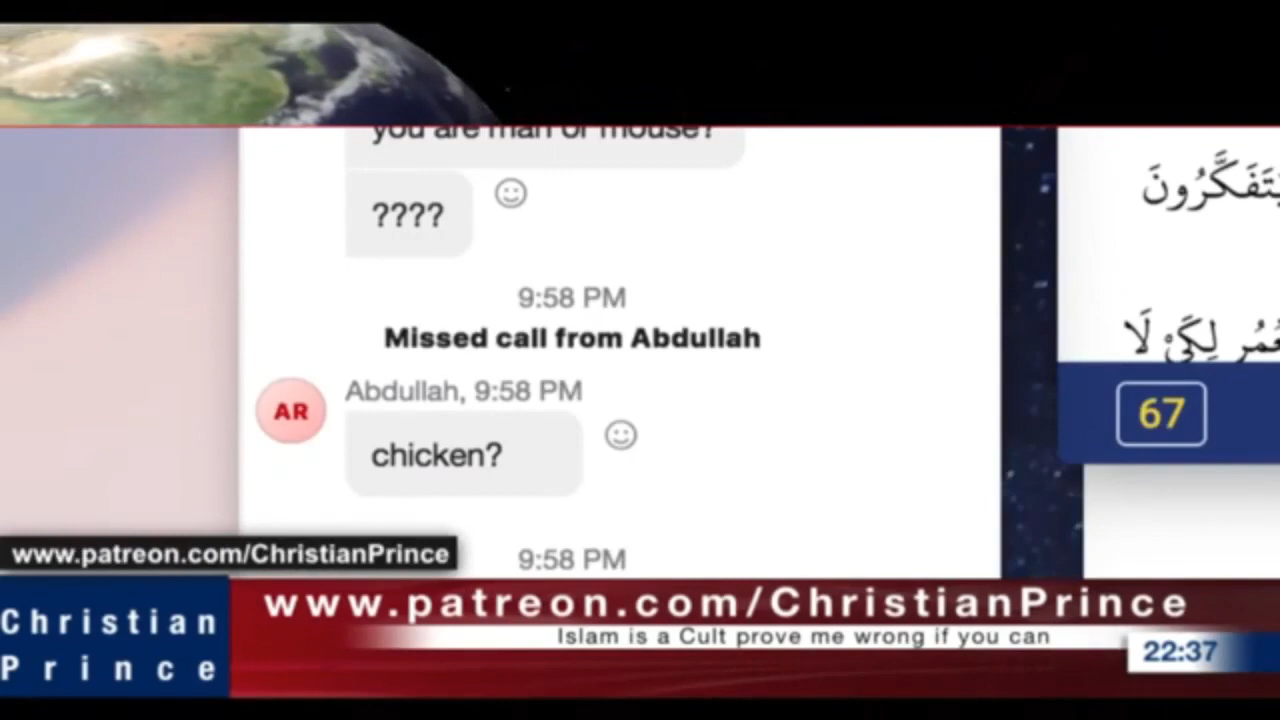 you are man or mouse?
????
9:58 PM
Missed call from Abdullah
AR
Abdullah, 9:58 PM
chicken?
9:58 PM
لِكَيْ لَا
67
www.patreon.com/ChristianPrince
Christian
Prince
www.patreon.com/ChristianPrince
Islam is a Cult prove me wrong if you can
22:37